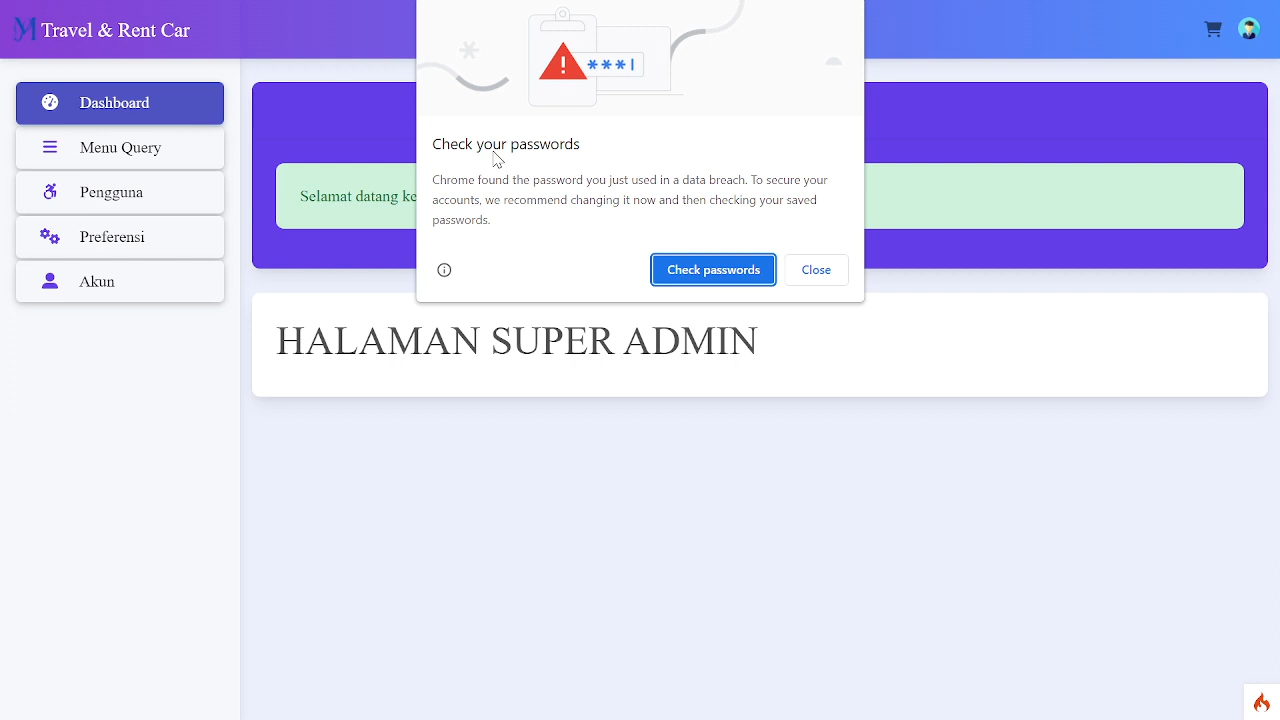 Travel & Rent Car
Dashboard
Menu Query
Pengguna
Preferensi
Akun
***
Check your passwords
Chrome found the password you just used in a data breach. To secure your
accounts, we recommend changing it now and then checking your saved
passwords.
Check passwords
Close
Selamat datang ke
HALAMAN SUPER ADMIN